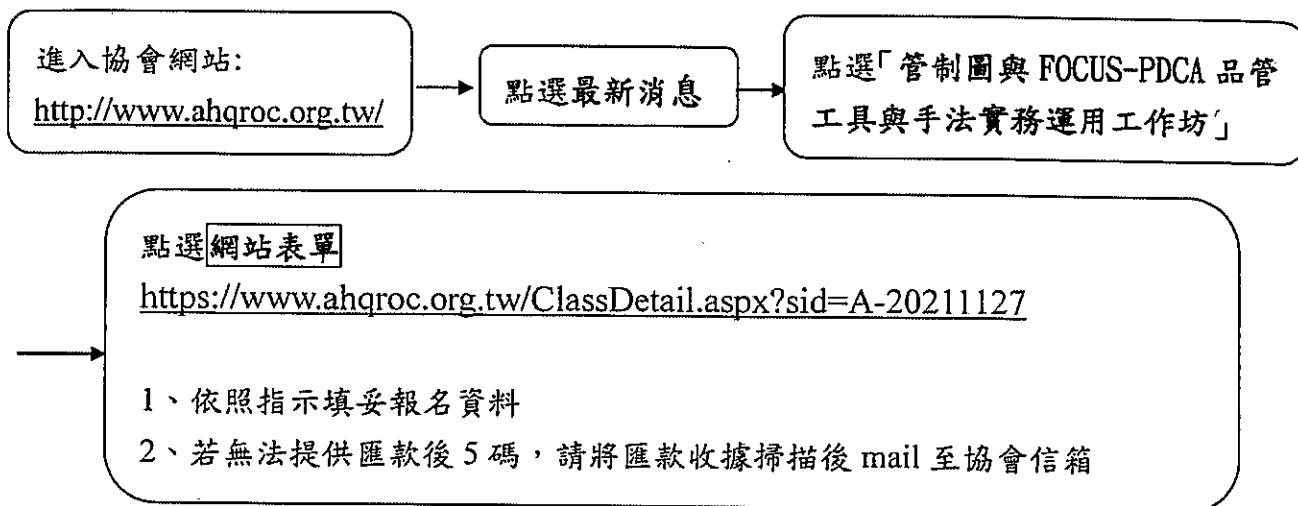 進入協會網站:
http://www.ahqroc.org.tw/
點選最新消息
點選「管制圖與 FOCUS-PDCA 品管
工具與手法實務運用工作坊」
點選網站表單
https://www.ahqroc.org.tw/ClassDetail.aspx?sid=A-20211127
1、依照指示填妥報名資料
2、若無法提供匯款後 5 碼,請將匯款收據掃描後 mail 至協會信箱